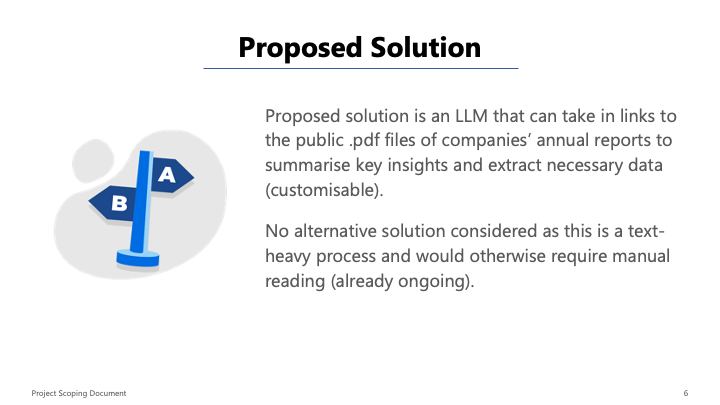 Proposed Solution
Proposed solution is an LLM that can take in links to
the public .pdf files of companies’ annual reports to
summarise key insights and extract necessary data
(customisable).
A
B
No alternative solution considered as this is a text-
heavy process and would otherwise require manual
reading (already ongoing).
Project Scoping Document
6